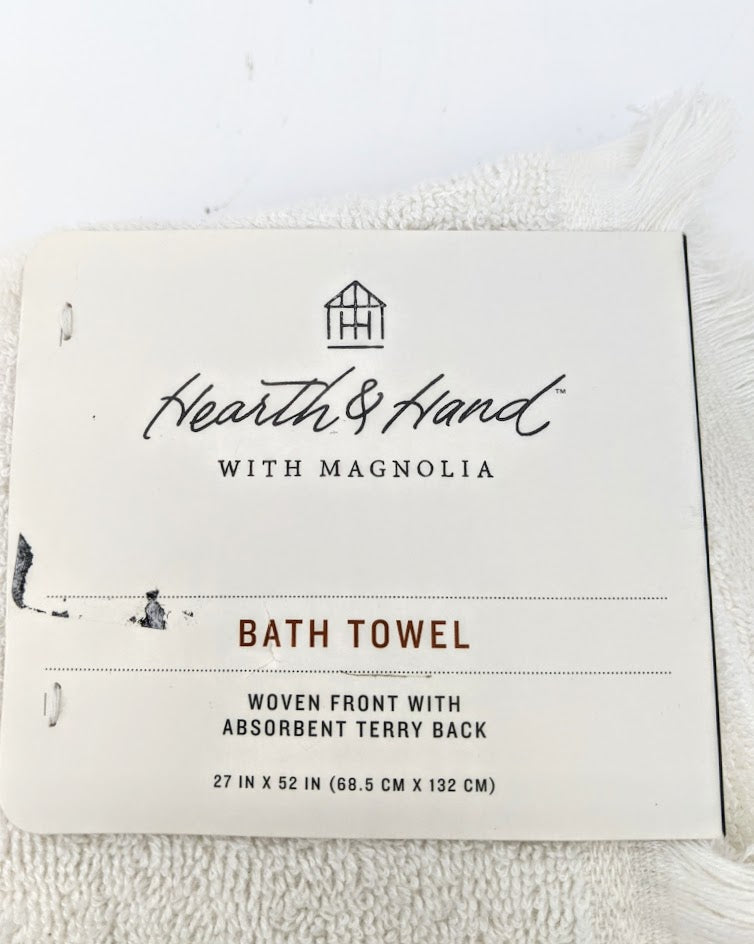 Hearth & Hand™
WITH MAGNOLIA
BATH TOWEL
WOVEN FRONT WITH
ABSORBENT TERRY BACK
27 IN X 52 IN (68.5 CM X 132 CM)